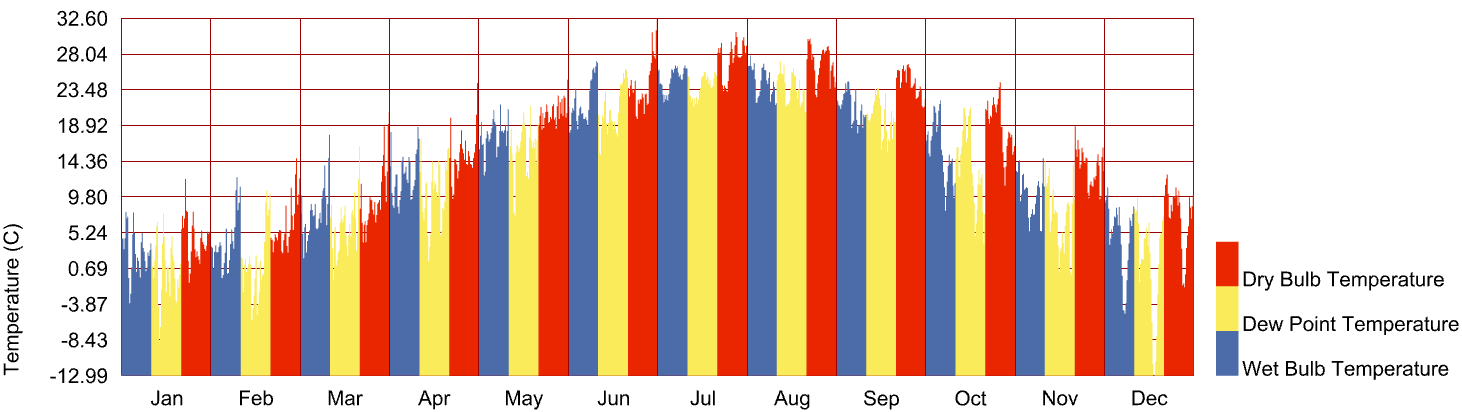 32.60
28.04
23.48
18.92
14.36
9.80
5.24
0.69
-3.87
-8.43
-12.99
Temperature (C)
Jan Feb Mar Apr May Jun Jul Aug Sep Oct Nov Dec
Dry Bulb Temperature
Dew Point Temperature
Wet Bulb Temperature